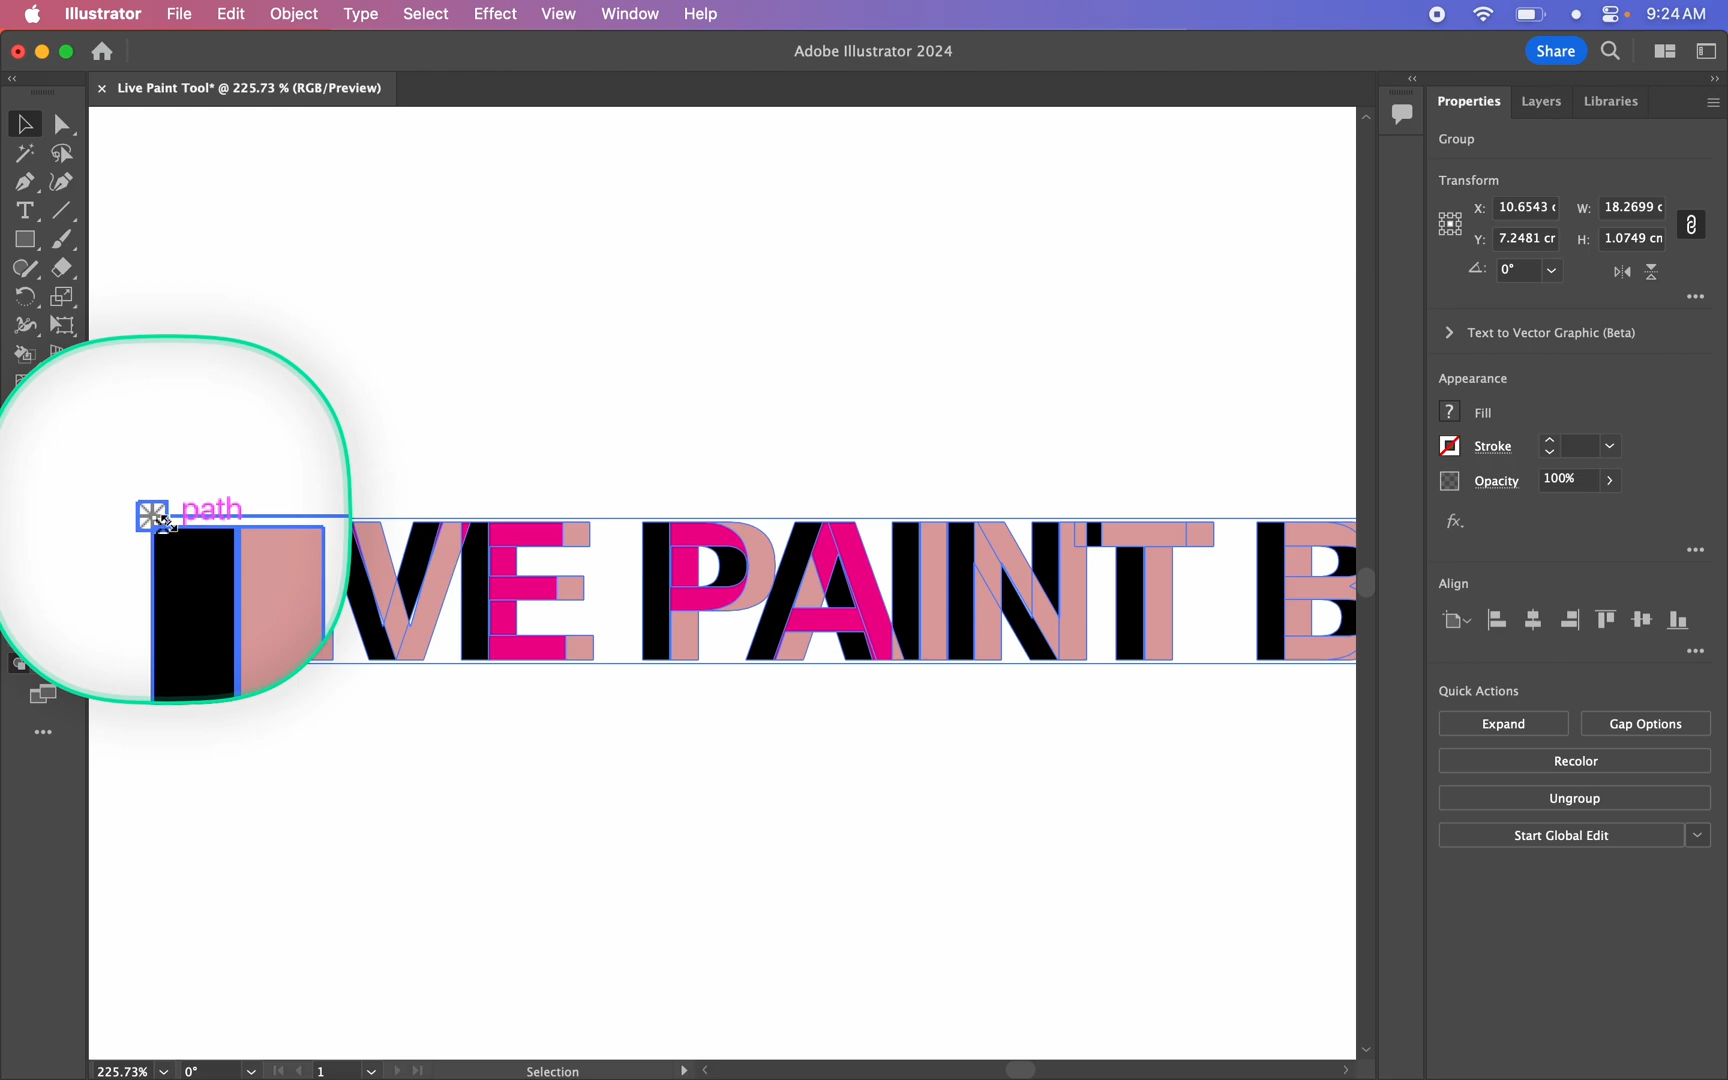 Illustrator File Edit Object Type Select Effect View Window Help 9:24 AM
Adobe Illustrator 2024
Share
× Live Paint Tool* @ 225.73 % (RGB/Preview)
Properties Layers Libraries
Group
Transform
X: 10.6543 W: 18.2699
Y: 7.2481 cr H: 1.0749 cn
0°
Text to Vector Graphic (Beta)
Appearance
? Fill
Stroke
Opacity 100%
fx.
path
VE PAINT B
Align
Quick Actions
Expand Gap Options
Recolor
Ungroup
Start Global Edit
225.73% 0° 1 Selection